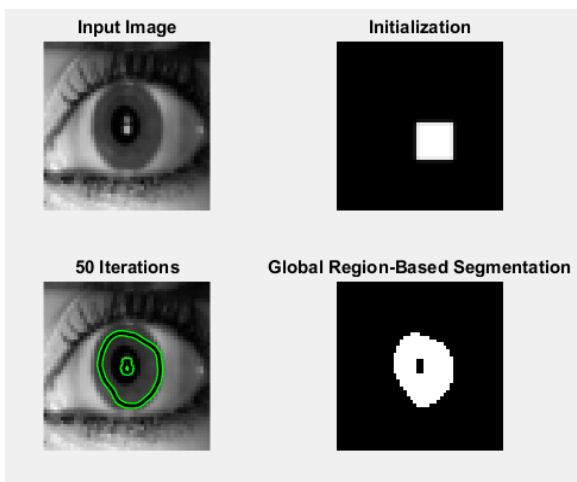 Input Image
Initialization
50 Iterations
Global Region-Based Segmentation